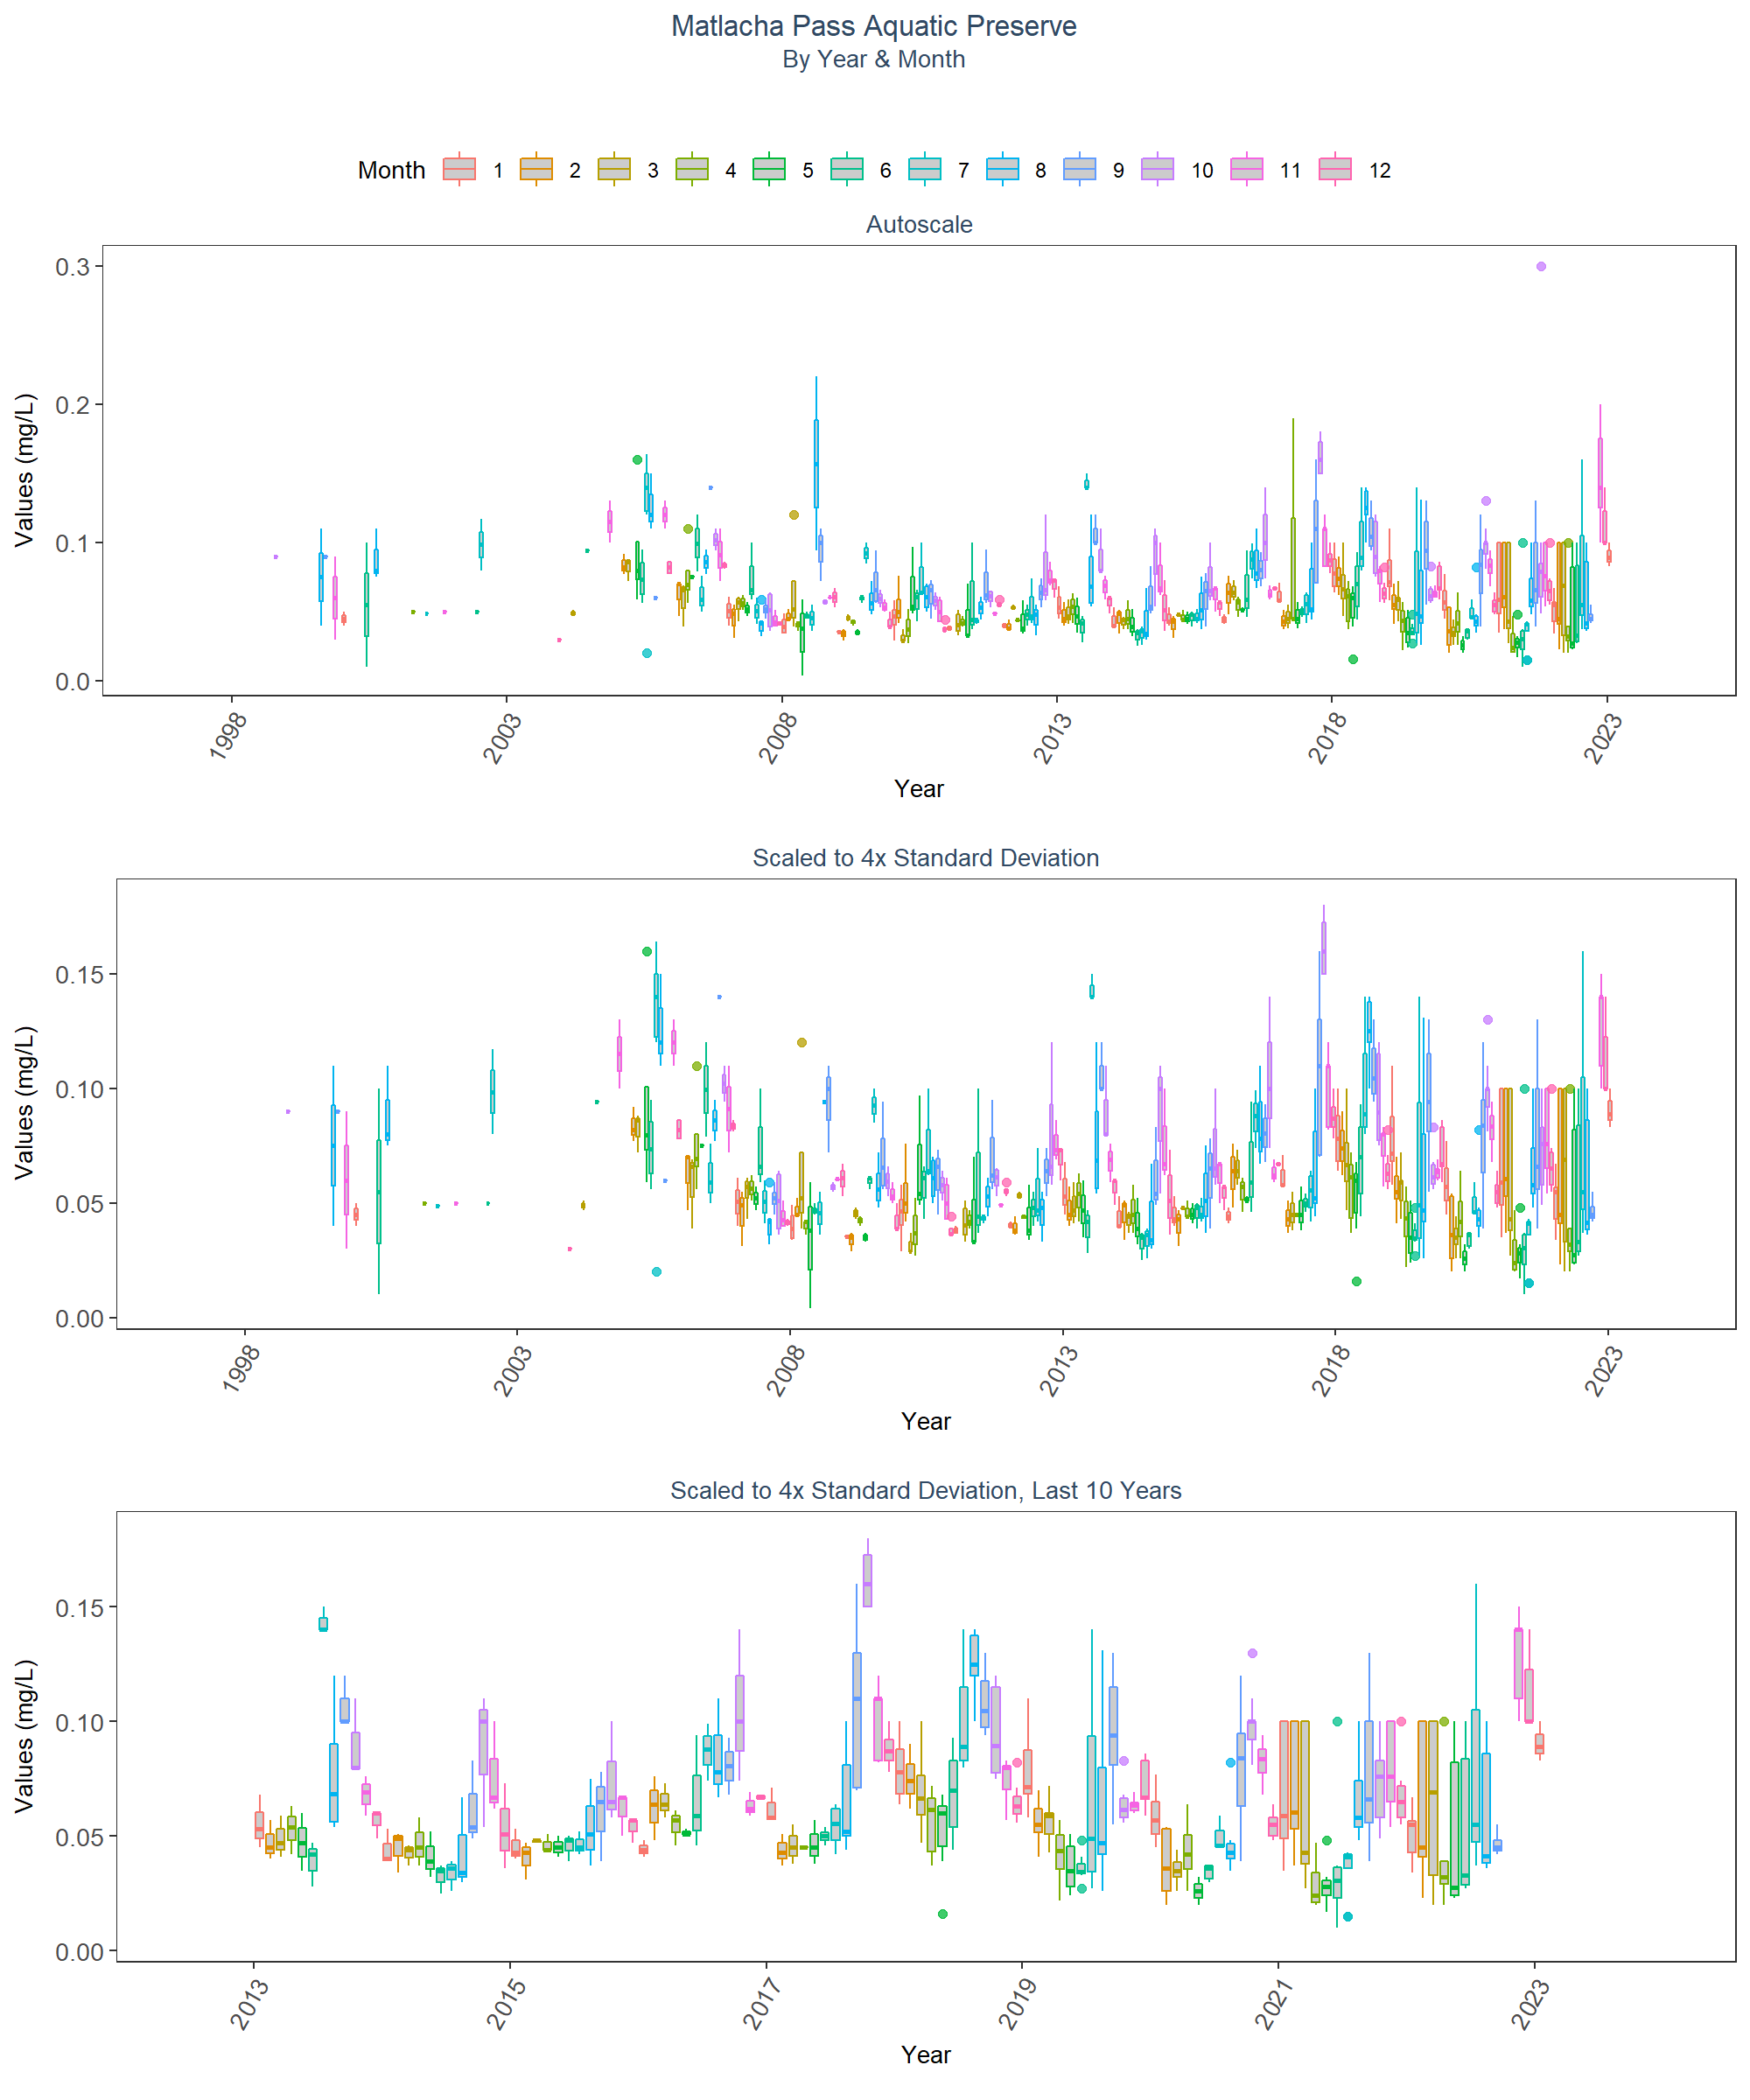 Matlacha Pass Aquatic Preserve
By Year & Month
Month 1 2 3 4 5 6 7 8 9 10 11 12
Autoscale
Values (mg/L)
0.3
0.2
0.1
0.0
1998 2003 2008 2013 2018 2023
Year
Scaled to 4x Standard Deviation
Values (mg/L)
0.15
0.10
0.05
0.00
1998 2003 2008 2013 2018 2023
Year
Scaled to 4x Standard Deviation, Last 10 Years
Values (mg/L)
0.15
0.10
0.05
0.00
2013 2015 2017 2019 2021 2023
Year